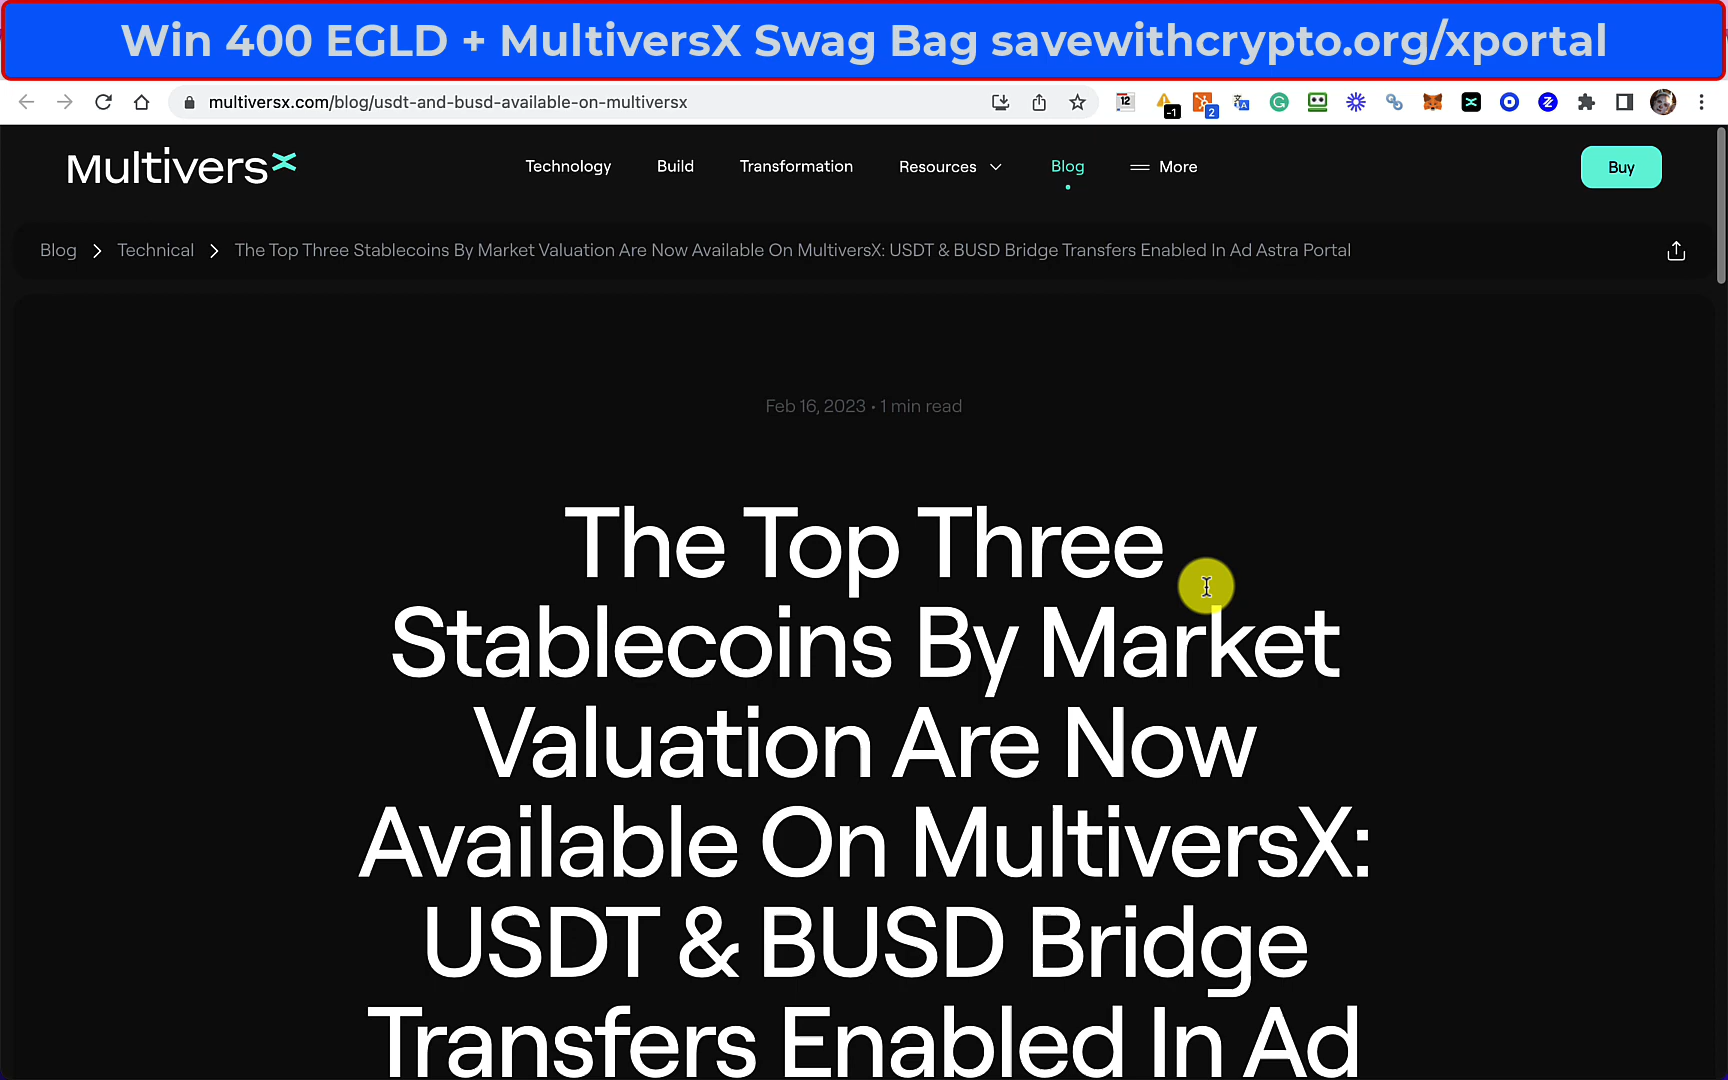 Win 400 EGLD + MultiversX Swag Bag savewithcrypto.org/xportal
multiversx.com/blog/usdt-and-busd-available-on-multiversx
12
-1
2
MultiversX
Technology
Build
Transformation
Resources
Blog
More
Buy
Blog > Technical > The Top Three Stablecoins By Market Valuation Are Now Available On MultiversX: USDT & BUSD Bridge Transfers Enabled In Ad Astra Portal
Feb 16, 2023 • 1 min read
The Top Three
Stablecoins By Market
Valuation Are Now
Available On MultiversX:
USDT & BUSD Bridge
Transfers Enabled In Ad